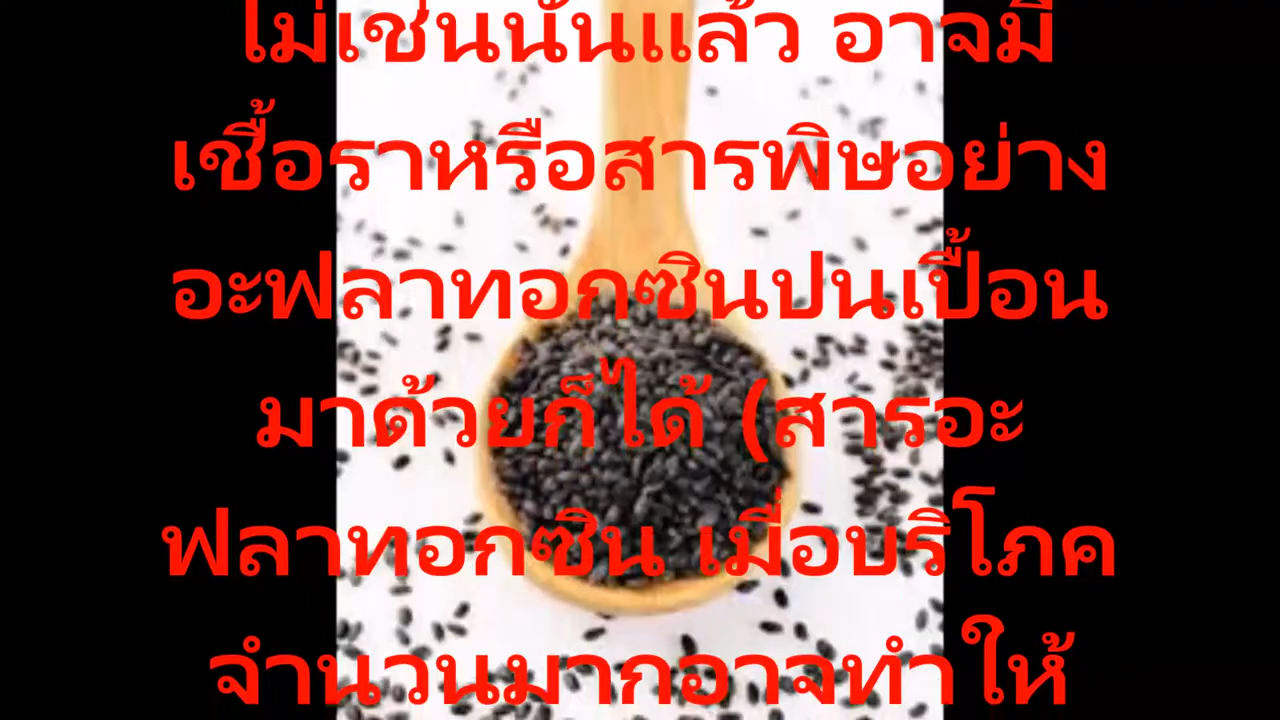 ไม่เช่นนั้นแล้ว อาจมี
เชื้อราหรือสารพิษอย่าง
อะฟลาทอกซินปนเปื้อน
มาด้วยก็ได้ (สารอะ
ฟลาทอกซิน เมื่อบริโภค
จำนวนมากอาจทำให้